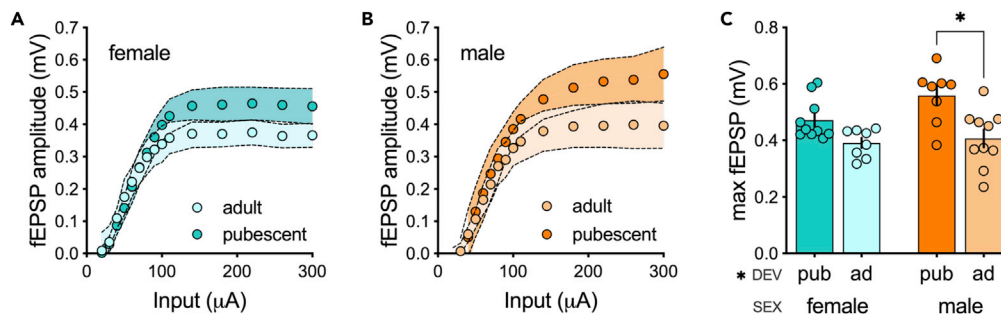 A
fEPSP amplitude (mV)
0.7
0.6
0.5
0.4
0.3
0.2
0.1
0.0
female
adult
pubescent
0 100 200 300
Input (μA)
B
fEPSP amplitude (mV)
0.7
0.6
0.5
0.4
0.3
0.2
0.1
0.0
male
adult
pubescent
0 100 200 300
Input (μA)
C
max fEPSP (mV)
0.8
0.6
0.4
0.2
0.0
*
* DEV pub ad pub ad
SEX female male